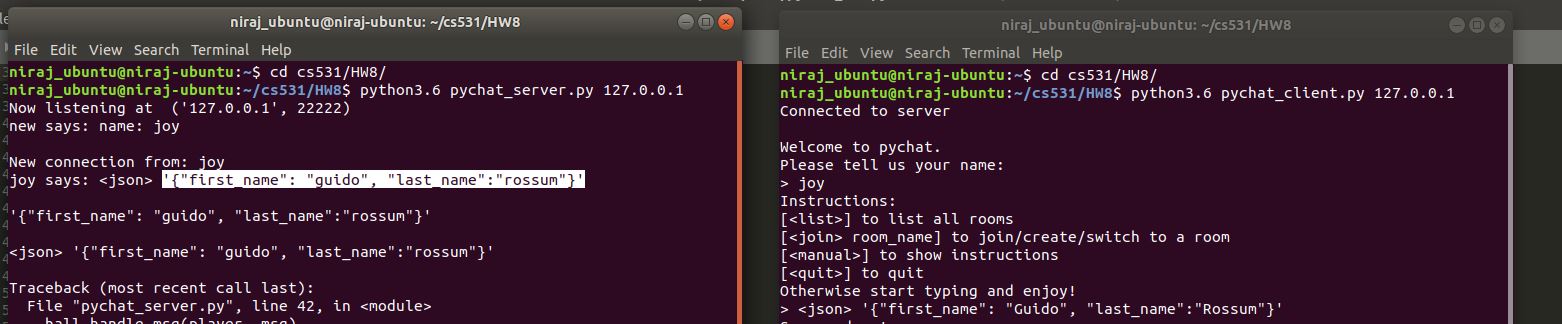 niraj_ubuntu@niraj-ubuntu: ~/cs531/HW8
File Edit View Search Terminal Help
niraj_ubuntu@niraj-ubuntu:~$ cd cs531/HW8/
niraj_ubuntu@niraj-ubuntu:~/cs531/HW8$ python3.6 pychat_server.py 127.0.0.1
Now listening at  ('127.0.0.1', 22222)
new says: name: joy
New connection from: joy
joy says: <json> '{"first_name": "guido", "last_name":"rossum"}'
'{"first_name": "guido", "last_name":"rossum"}'
<json> '{"first_name": "guido", "last_name":"rossum"}'
Traceback (most recent call last):
  File "pychat_server.py", line 42, in <module>
    hall.handle_msg(player, msg)
niraj_ubuntu@niraj-ubuntu: ~/cs531/HW8
File Edit View Search Terminal Help
niraj_ubuntu@niraj-ubuntu:~$ cd cs531/HW8/
niraj_ubuntu@niraj-ubuntu:~/cs531/HW8$ python3.6 pychat_client.py 127.0.0.1
Connected to server
Welcome to pychat.
Please tell us your name:
> joy
Instructions:
[<list>] to list all rooms
[<join> room_name] to join/create/switch to a room
[<manual>] to show instructions
[<quit>] to quit
Otherwise start typing and enjoy!
> <json> '{"first_name": "Guido", "last_name":"Rossum"}'